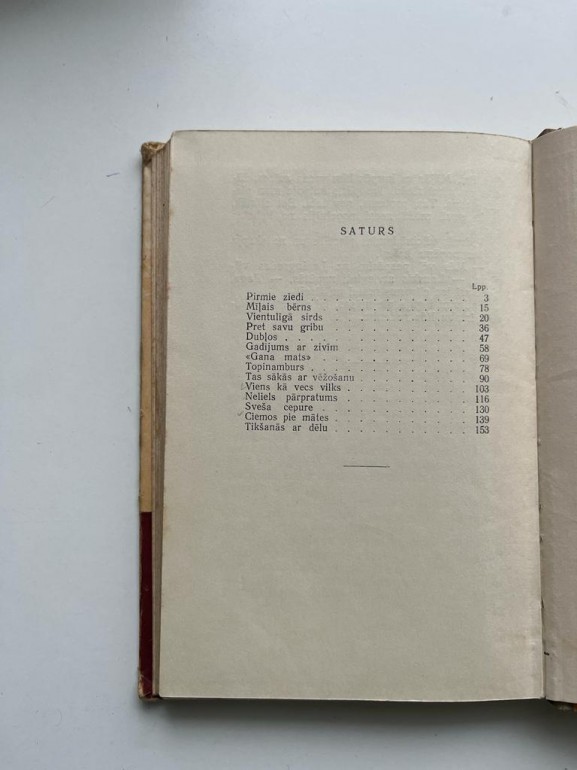 SATURS
Lpp.
Pirmie ziedi . . . . . . . . . . . 3
Mīļais bērns . . . . . . . . . . . 15
Vientulīgā sirds . . . . . . . . . . 20
Pret savu gribu . . . . . . . . . . 36
Dubļos . . . . . . . . . . . . . 47
Gadījums ar zivīm . . . . . . . . . 58
«Gana mats» . . . . . . . . . . . 69
Topinamburs . . . . . . . . . . . 78
Tas sākās ar vēžošanu . . . . . . . . 90
Viens kā vecs vilks . . . . . . . . . 103
Neliels pārpratums . . . . . . . . . 116
Sveša cepure . . . . . . . . . . . 130
Ciemos pie mātes . . . . . . . . . 139
Tikšanās ar dēlu . . . . . . . . . . 153